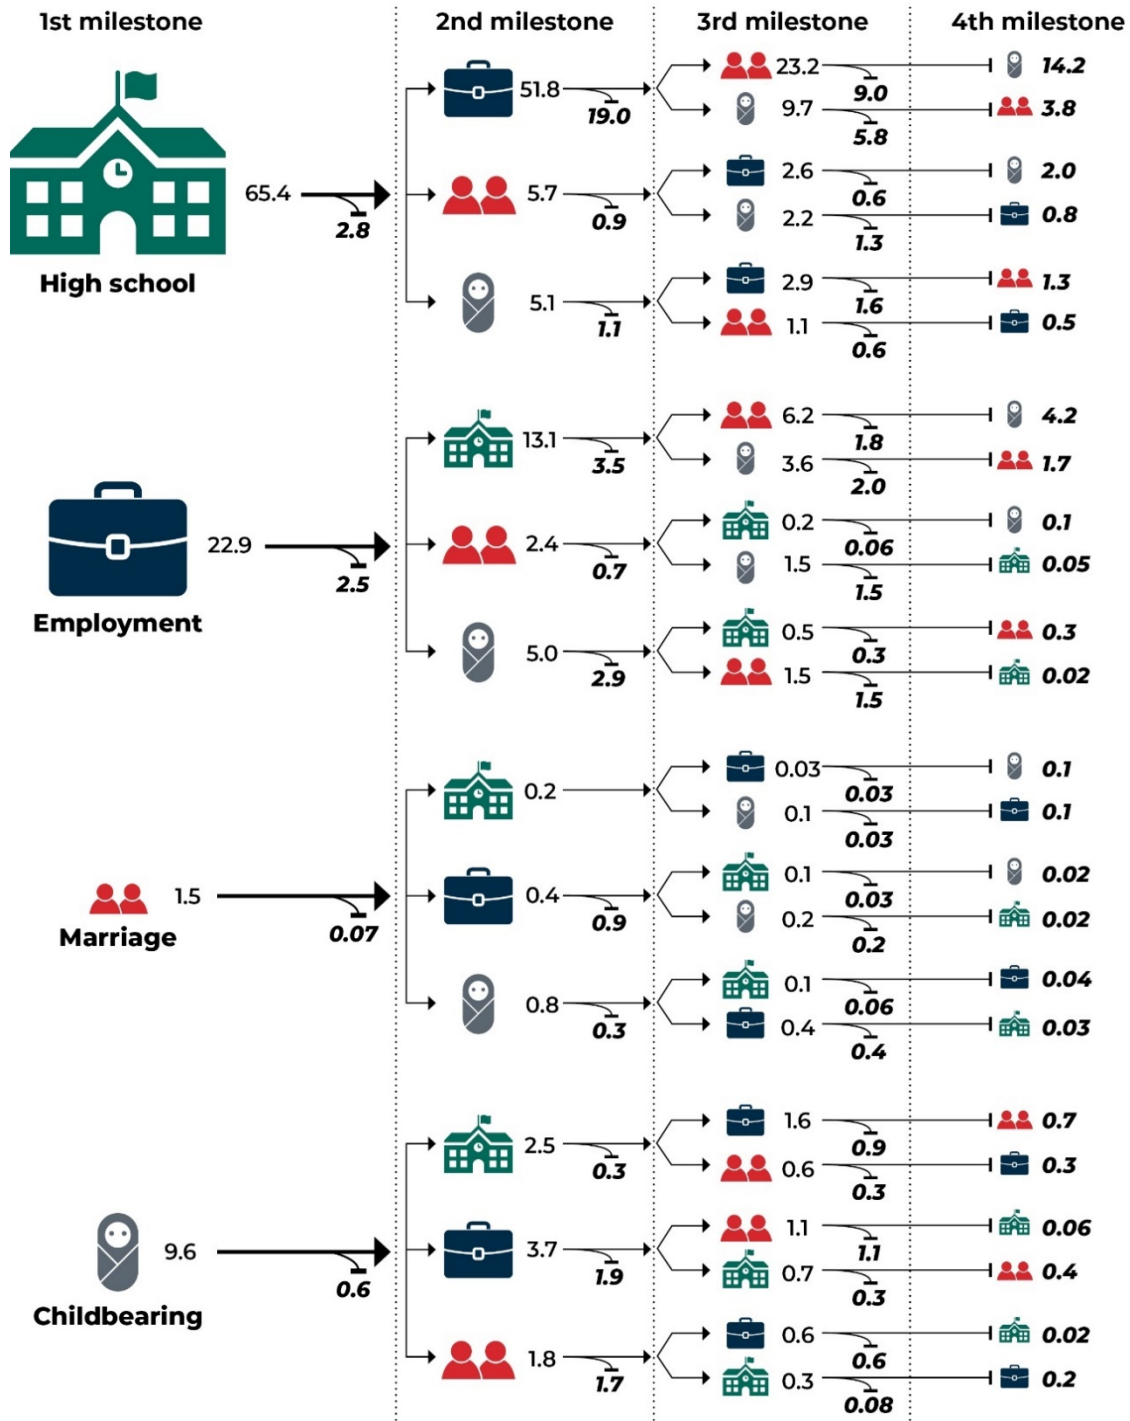 1st milestone 2nd milestone 3rd milestone 4th milestone
23.2 14.2
51.8 9.0
19.0 9.7 3.8
5.8
2.6 2.0
65.4 5.7 0.6
2.8 0.9 2.2 0.8
1.3
High school 2.9 1.3
5.1 1.6
1.1 1.1 0.5
0.6
6.2 4.2
13.1 1.8
3.5 3.6 1.7
2.0
0.2 0.1
22.9 2.4 0.06
2.5 0.7 1.5 0.05
1.5
Employment 0.5 0.3
5.0 0.3
2.9 1.5 0.02
1.5
0.03 0.1
0.2 0.03
0.1 0.1
0.03
0.1 0.02
1.5 0.4 0.03
Marriage 0.07 0.9 0.2 0.02
0.2
0.1 0.04
0.8 0.06
0.3 0.4 0.03
0.4
1.6 0.7
2.5 0.9
0.3 0.6 0.3
0.3
1.1 0.06
9.6 3.7 1.1
0.6 1.9 0.7 0.4
0.3
Childbearing 0.6 0.02
1.8 0.6
1.7 0.3 0.2
0.08